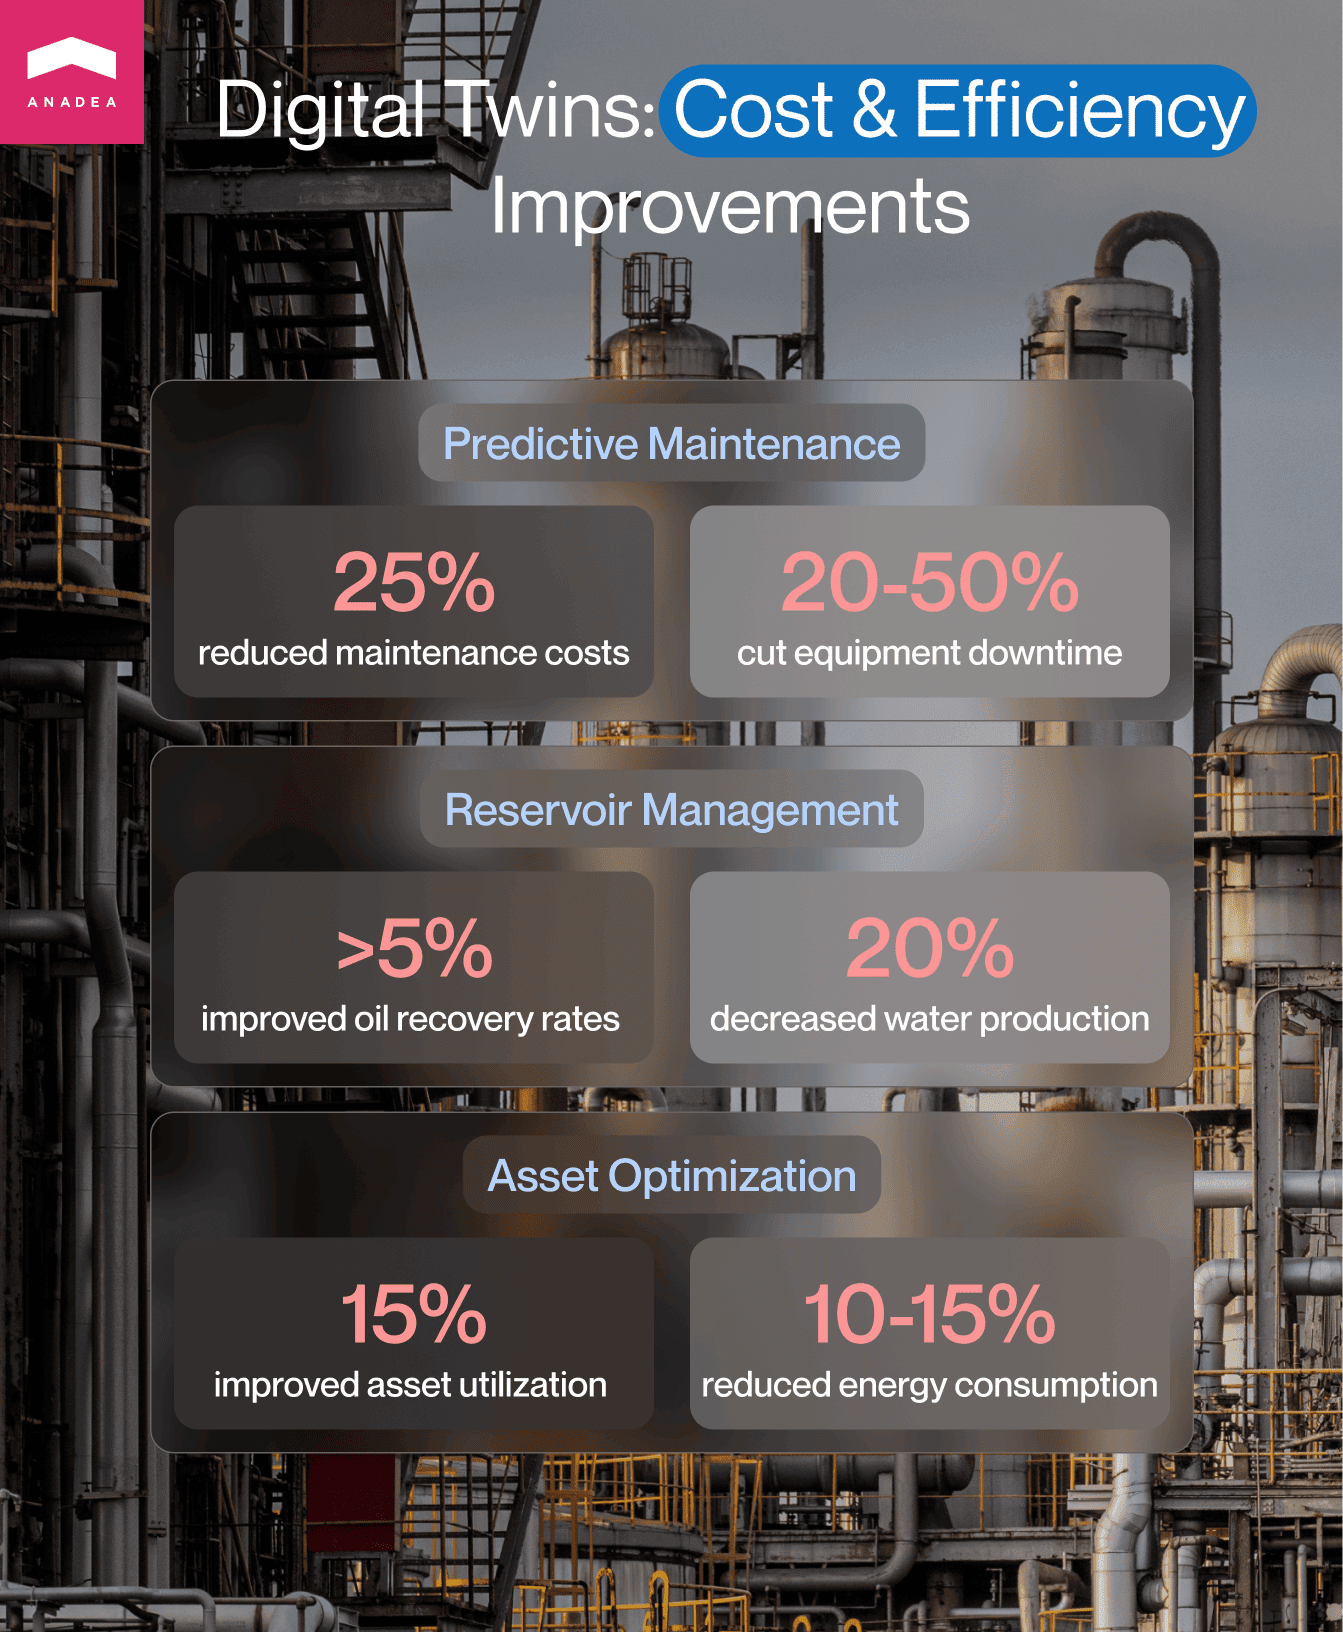 ANADEA
Digital Twins: Cost & Efficiency
Improvements
Predictive Maintenance
25%
reduced maintenance costs
20-50%
cut equipment downtime
Reservoir Management
>5%
improved oil recovery rates
20%
decreased water production
Asset Optimization
15%
improved asset utilization
10-15%
reduced energy consumption